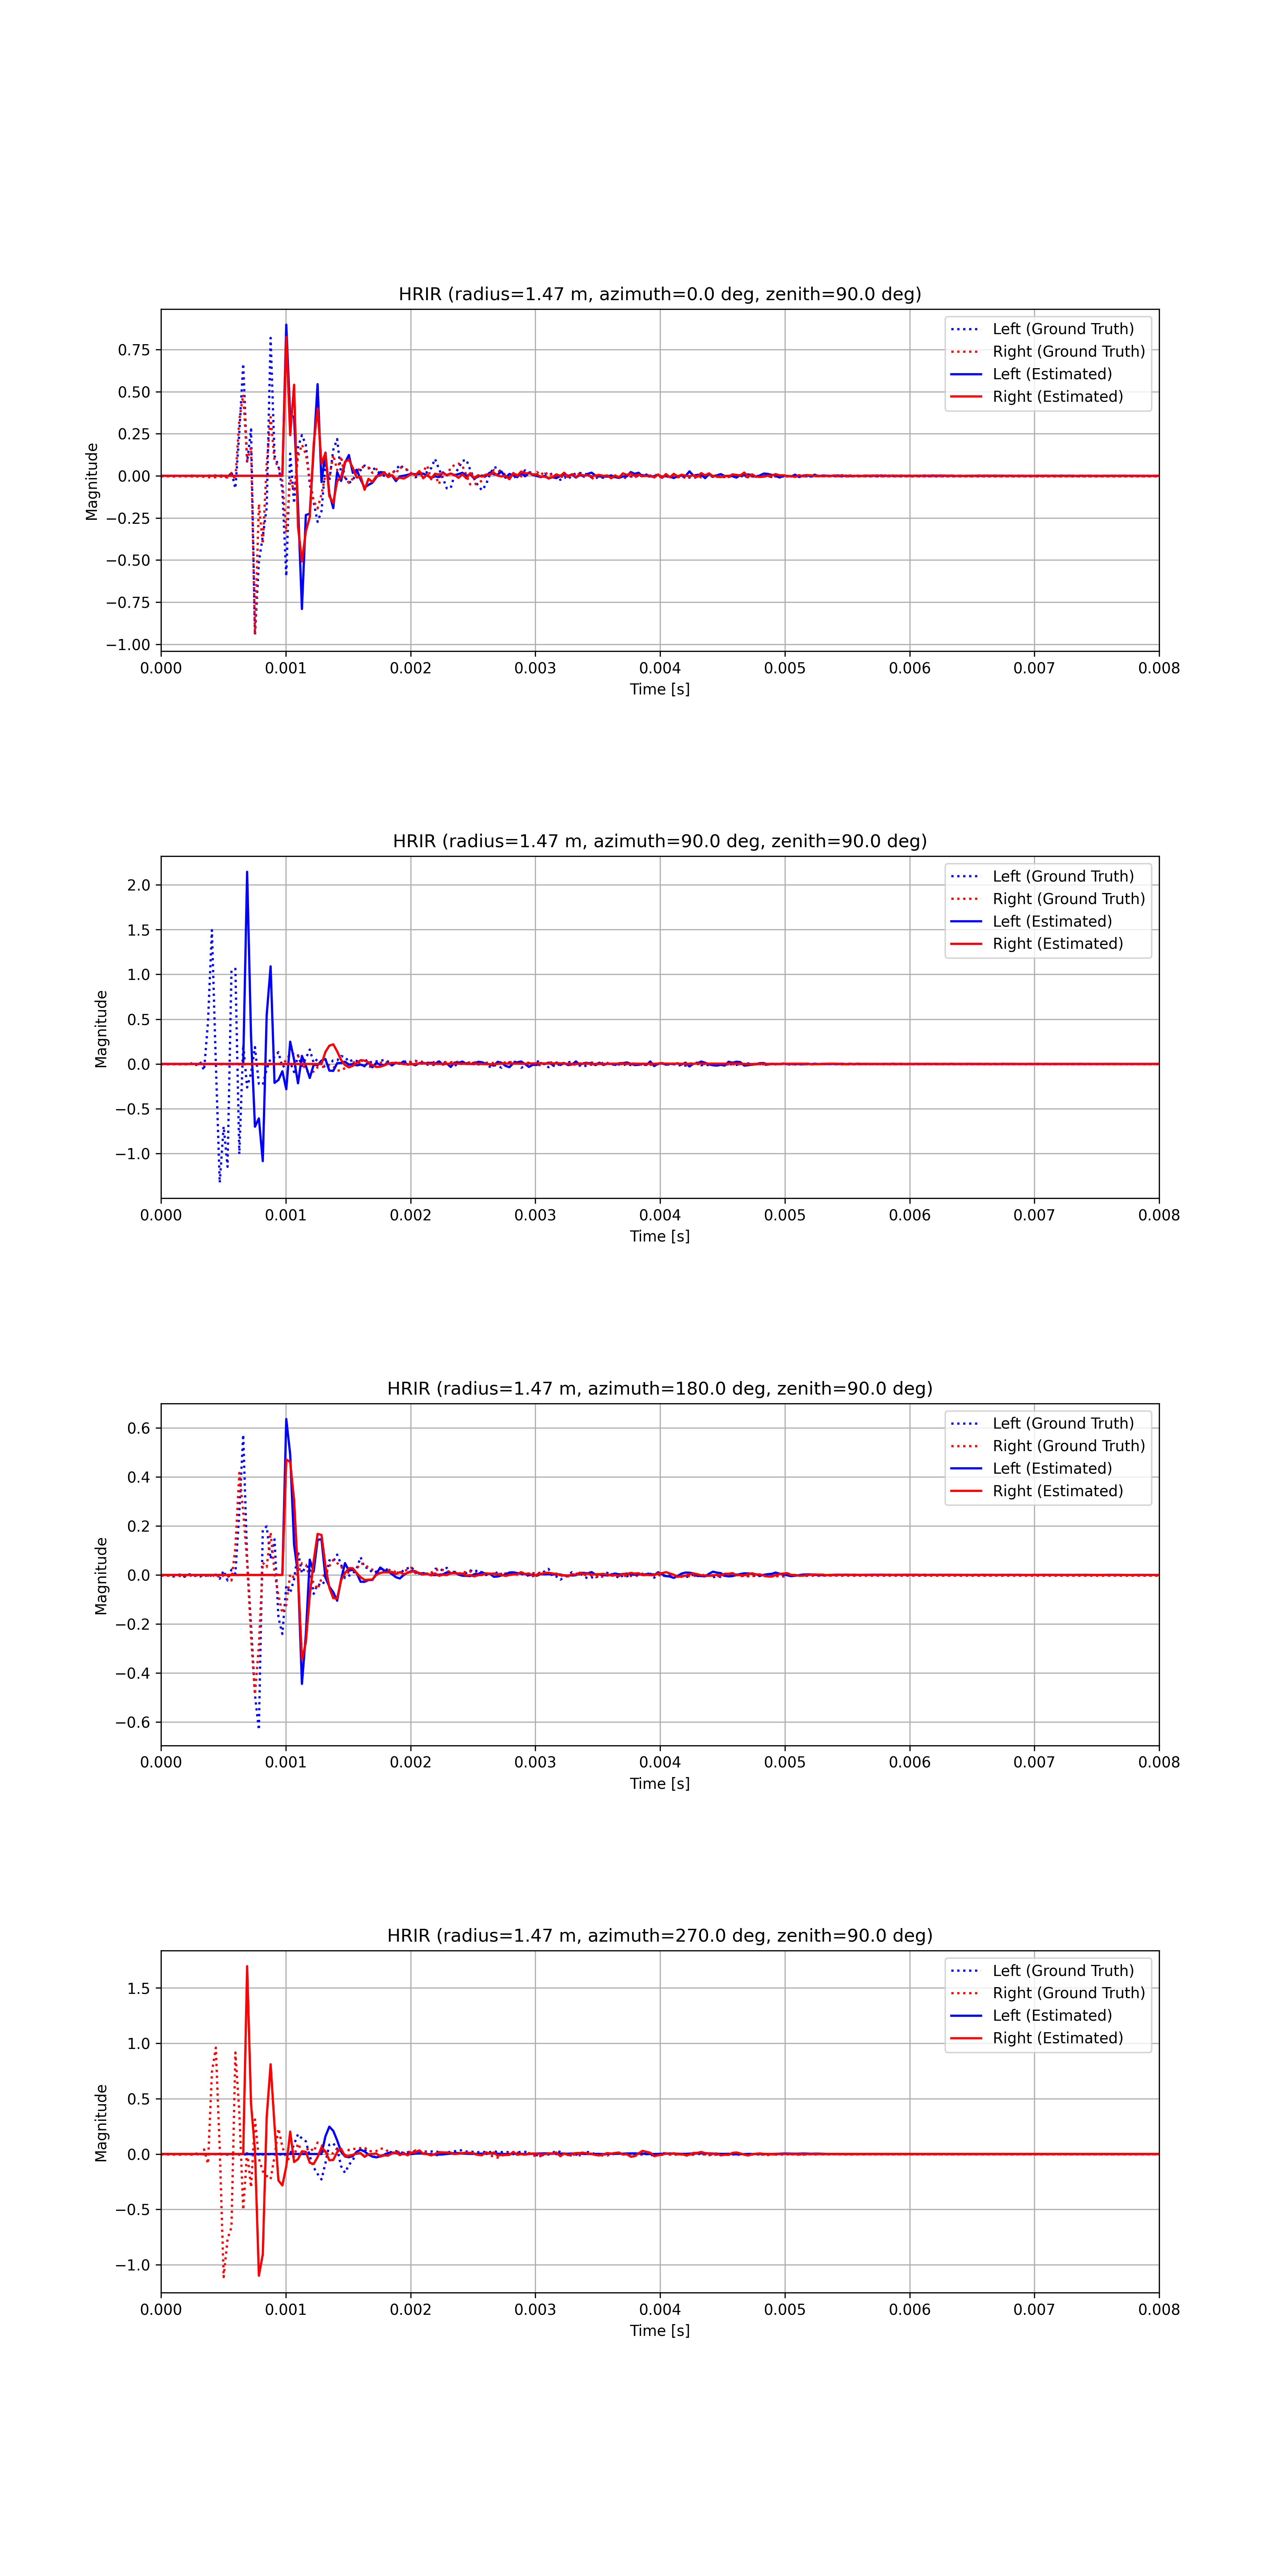 HRIR (radius=1.47 m, azimuth=0.0 deg, zenith=90.0 deg)
Left (Ground Truth)
Right (Ground Truth)
Left (Estimated)
Right (Estimated)
Magnitude
0.75
0.50
0.25
0.00
−0.25
−0.50
−0.75
−1.00
0.000 0.001 0.002 0.003 0.004 0.005 0.006 0.007 0.008
Time [s]
HRIR (radius=1.47 m, azimuth=90.0 deg, zenith=90.0 deg)
Left (Ground Truth)
Right (Ground Truth)
Left (Estimated)
Right (Estimated)
Magnitude
2.0
1.5
1.0
0.5
0.0
−0.5
−1.0
0.000 0.001 0.002 0.003 0.004 0.005 0.006 0.007 0.008
Time [s]
HRIR (radius=1.47 m, azimuth=180.0 deg, zenith=90.0 deg)
Left (Ground Truth)
Right (Ground Truth)
Left (Estimated)
Right (Estimated)
Magnitude
0.6
0.4
0.2
0.0
−0.2
−0.4
−0.6
0.000 0.001 0.002 0.003 0.004 0.005 0.006 0.007 0.008
Time [s]
HRIR (radius=1.47 m, azimuth=270.0 deg, zenith=90.0 deg)
Left (Ground Truth)
Right (Ground Truth)
Left (Estimated)
Right (Estimated)
Magnitude
1.5
1.0
0.5
0.0
−0.5
−1.0
0.000 0.001 0.002 0.003 0.004 0.005 0.006 0.007 0.008
Time [s]